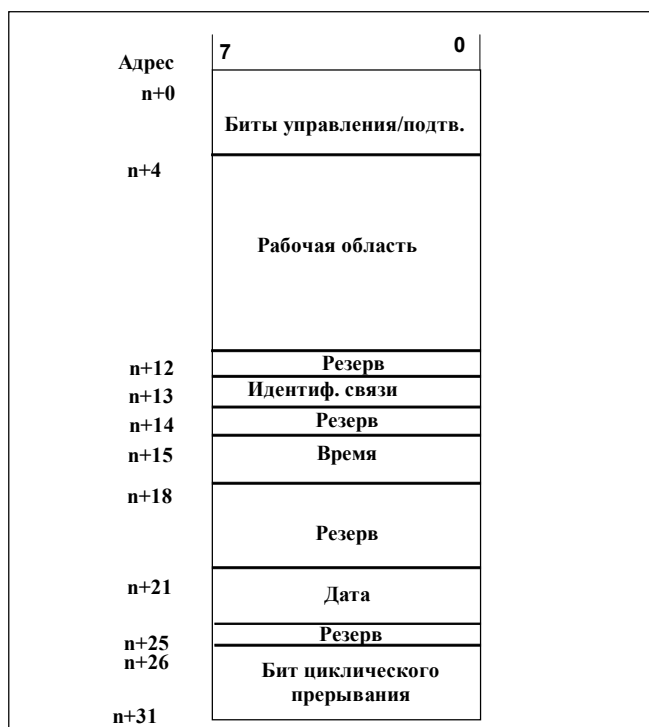 7 0
Адрес
n+0
Биты управления/подтв.
n+4
Рабочая область
n+12 Резерв
n+13 Идентиф. связи
n+14 Резерв
n+15 Время
n+18
Резерв
n+21 Дата
n+25 Резерв
n+26 Бит циклического
прерывания
n+31